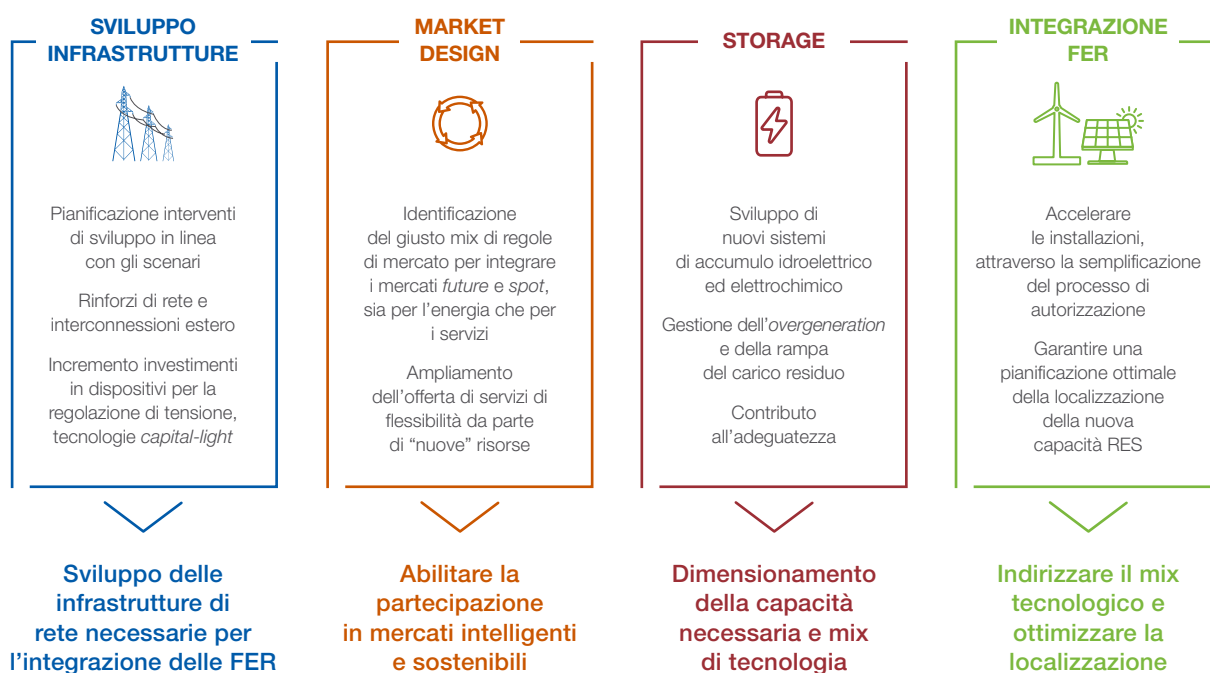 SVILUPPO
INFRASTRUTTURE
Pianificazione interventi
di sviluppo in linea
con gli scenari
Rinforzi di rete e
interconnessioni estero
Incremento investimenti
in dispositivi per la
regolazione di tensione,
tecnologie capital-light
Sviluppo delle
infrastrutture di
rete necessarie per
l’integrazione delle FER
MARKET
DESIGN
Identificazione
del giusto mix di regole
di mercato per integrare
i mercati future e spot,
sia per l’energia che per
i servizi
Ampliamento
dell’offerta di servizi di
flessibilità da parte
di “nuove” risorse
Abilitare la
partecipazione
in mercati intelligenti
e sostenibili
STORAGE
Sviluppo di
nuovi sistemi
di accumulo idroelettrico
ed elettrochimico
Gestione dell’overgeneration
e della rampa
del carico residuo
Contributo
all’adeguatezza
Dimensionamento
della capacità
necessaria e mix
di tecnologia
INTEGRAZIONE
FER
Accelerare
le installazioni,
attraverso la semplificazione
del processo di
autorizzazione
Garantire una
pianificazione ottimale
della localizzazione
della nuova
capacità RES
Indirizzare il mix
tecnologico e
ottimizzare la
localizzazione